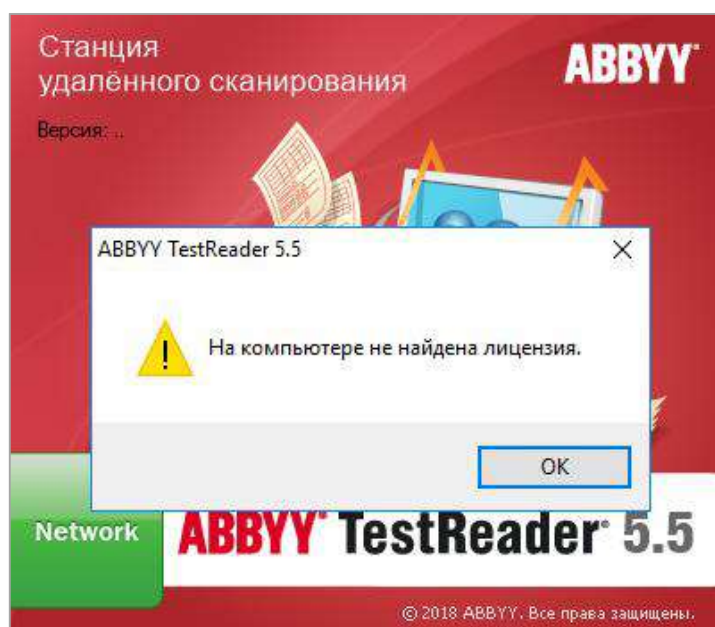 Станция
удалённого сканирования
ABBYY
Версия: ..
ABBYY TestReader 5.5
На компьютере не найдена лицензия.
OK
Network
ABBYY® TestReader® 5.5
© 2018 ABBYY. Все права защищены.